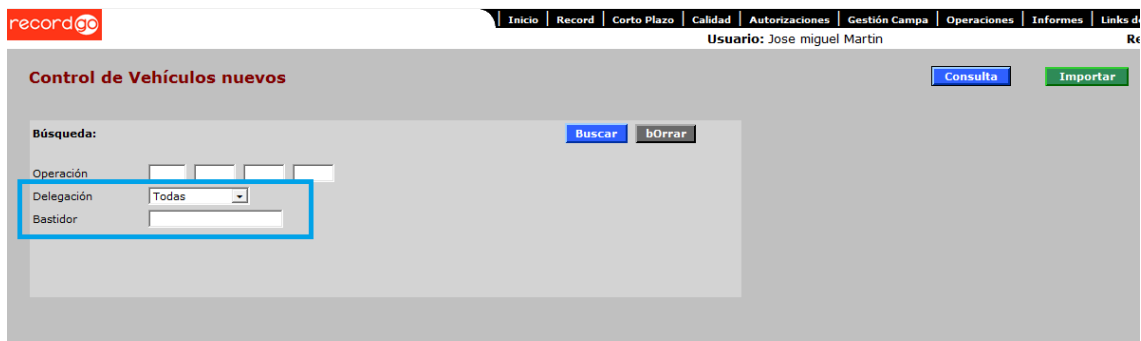 recordgo
Inicio Record Corto Plazo Calidad Autorizaciones Gestión Campa Operaciones Informes Links
Usuario: Jose miguel Martin
Control de Vehículos nuevos
Consulta
Importar
Búsqueda:
Buscar
bOrrar
Operación
Delegación
Todas
Bastidor